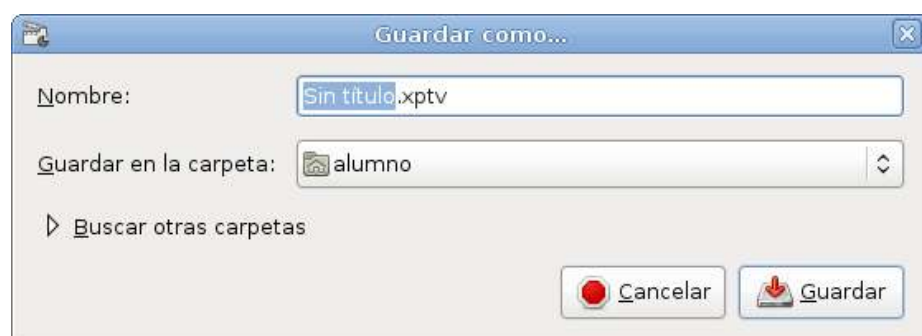 Guardar como...
Nombre: Sin título.xptv
Guardar en la carpeta: alumno
Buscar otras carpetas
Cancelar Guardar